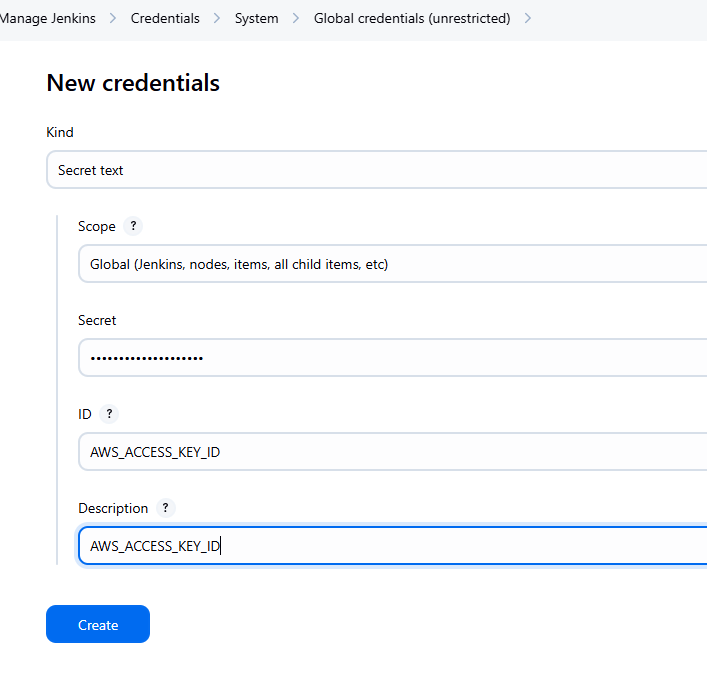 Manage Jenkins > Credentials > System > Global credentials (unrestricted) >
New credentials
Kind
Secret text
Scope ?
Global (Jenkins, nodes, items, all child items, etc)
Secret
••••••••••••••••••••
ID ?
AWS_ACCESS_KEY_ID
Description ?
AWS_ACCESS_KEY_ID
Create